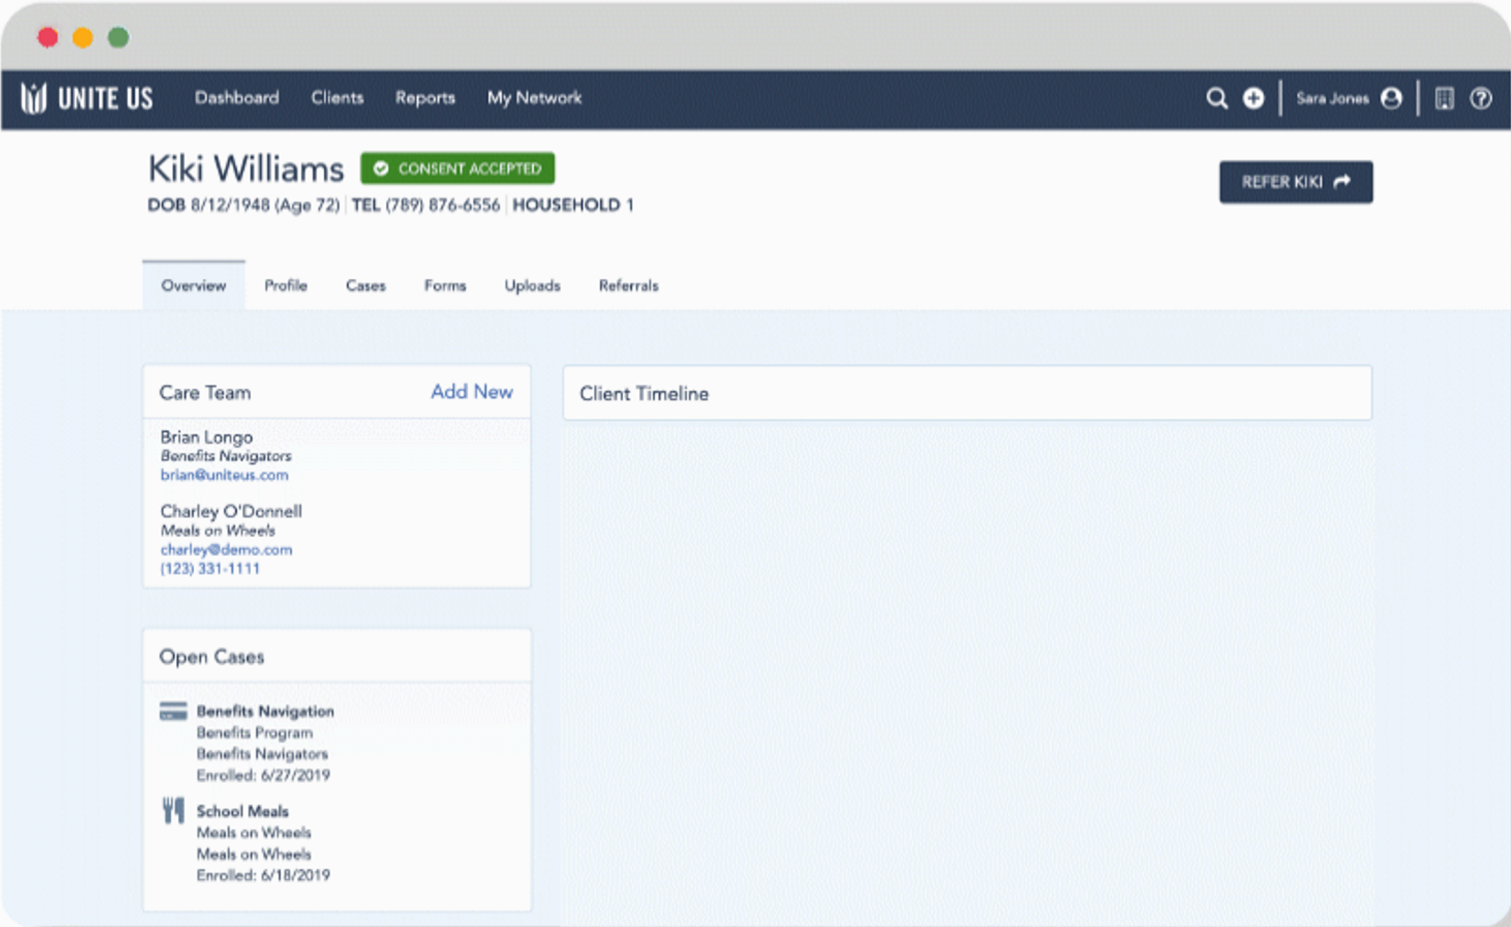 UNITE US Dashboard Clients Reports My Network Sara Jones
Kiki Williams CONSENT ACCEPTED
REFER KIKI
DOB 8/12/1948 (Age 72) TEL (789) 876-6556 HOUSEHOLD 1
Overview Profile Cases Forms Uploads Referrals
Care Team Add New
Brian Longo
Benefits Navigators
brian@uniteus.com
Charley O'Donnell
Meals on Wheels
charley@demo.com
(123) 331-1111
Client Timeline
Open Cases
Benefits Navigation
Benefits Program
Benefits Navigators
Enrolled: 6/27/2019
School Meals
Meals on Wheels
Meals on Wheels
Enrolled: 6/18/2019